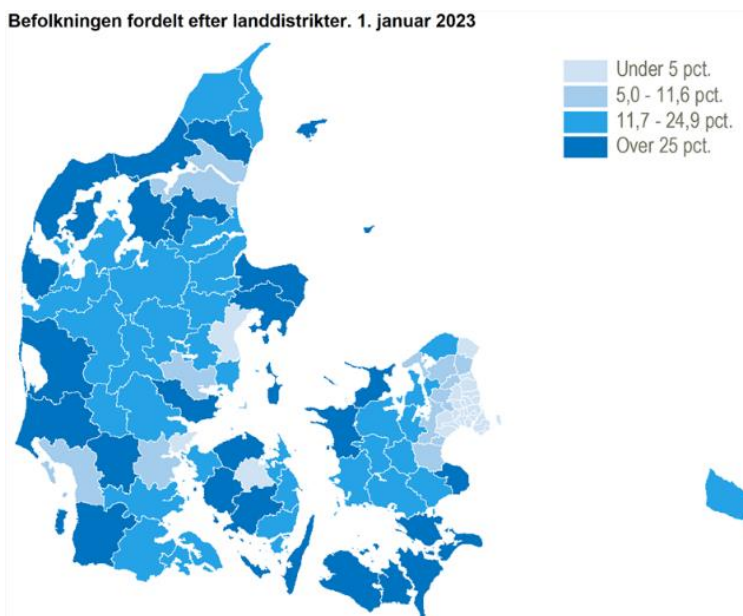 Befolkningen fordelt efter landdistrikter. 1. januar 2023
Under 5 pct.
5,0 - 11,6 pct.
11,7 - 24,9 pct.
Over 25 pct.